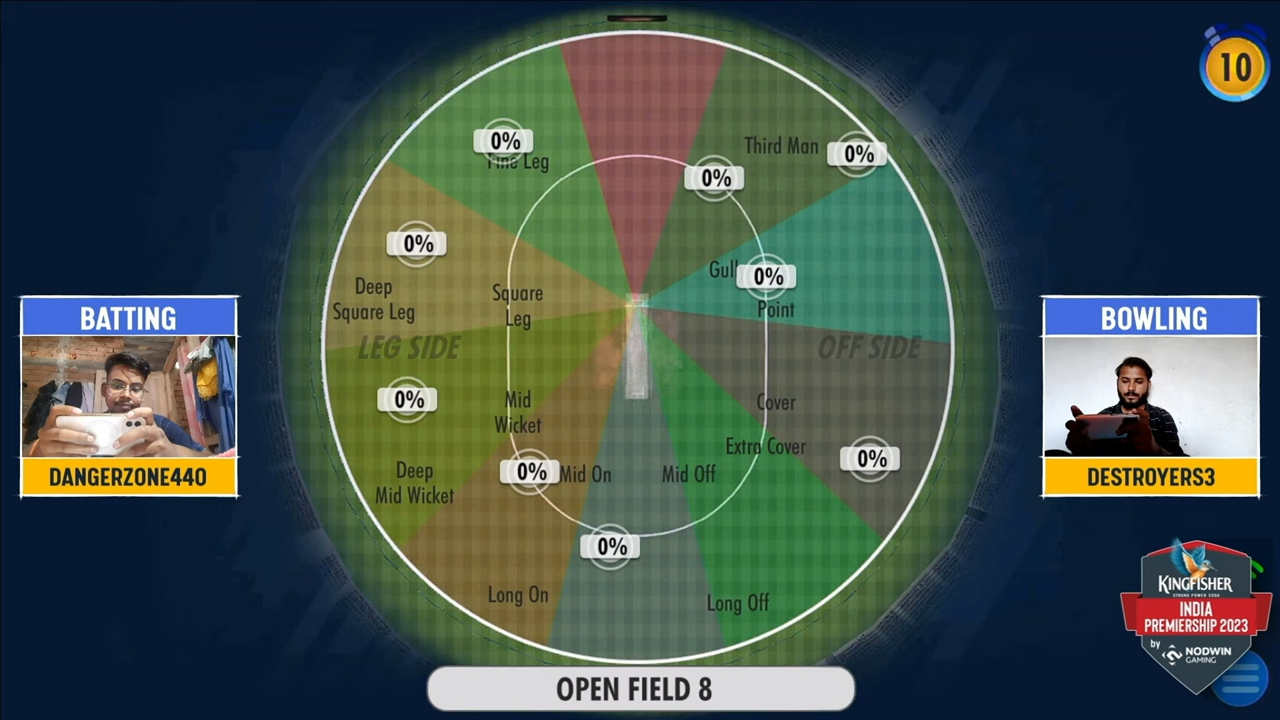 10
0%
Fine Leg
0%
Third Man
0%
0%
Deep
Square Leg
Square
Leg
Gull
0%
Point
LEG SIDE
OFF SIDE
BATTING
DANGERZONE440
BOWLING
DESTROYERS3
0%
Mid
Wicket
Cover
Extra Cover
Deep
Mid Wicket
0%
Mid On
Mid Off
0%
0%
Long On
Long Off
OPEN FIELD 8
KINGFISHER
STRONG POWER SODA
INDIA
PREMIERSHIP 2023
by NODWIN
GAMING